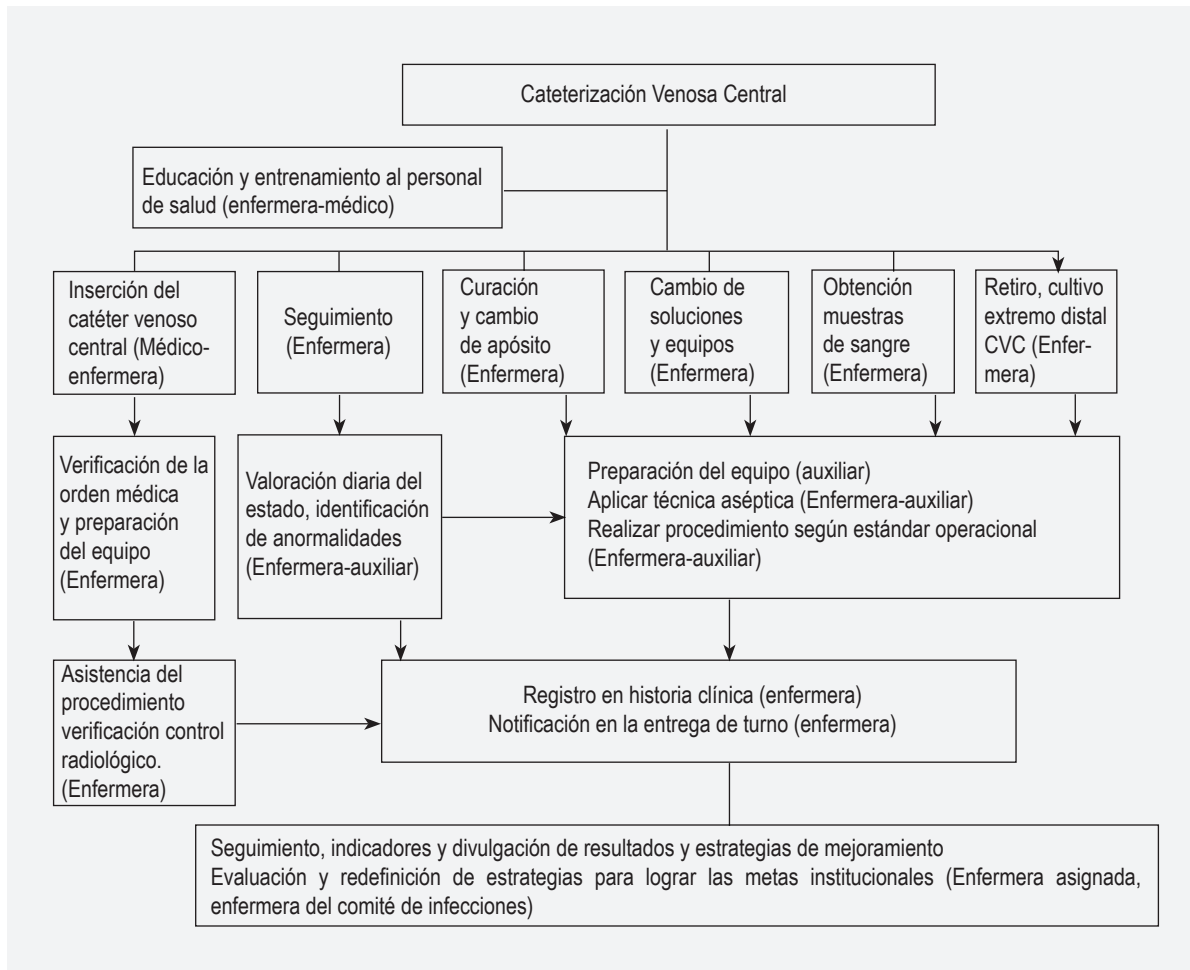 Cateterización Venosa Central
Educación y entrenamiento al personal
de salud (enfermera-médico)
Inserción del
catéter venoso
central (Médico-
enfermera)
Seguimiento
(Enfermera)
Curación
y cambio
de apósito
(Enfermera)
Cambio de
soluciones
y equipos
(Enfermera)
Obtención
muestras
de sangre
(Enfermera)
Retiro, cultivo
extremo distal
CVC (Enfer-
mera)
Verificación de la
orden médica
y preparación
del equipo
(Enfermera)
Valoración diaria del
estado, identificación
de anormalidades
(Enfermera-auxiliar)
Preparación del equipo (auxiliar)
Aplicar técnica aséptica (Enfermera-auxiliar)
Realizar procedimiento según estándar operacional
(Enfermera-auxiliar)
Asistencia del
procedimiento
verificación control
radiológico.
(Enfermera)
Registro en historia clínica (enfermera)
Notificación en la entrega de turno (enfermera)
Seguimiento, indicadores y divulgación de resultados y estrategias de mejoramiento
Evaluación y redefinición de estrategias para lograr las metas institucionales (Enfermera asignada,
enfermera del comité de infecciones)